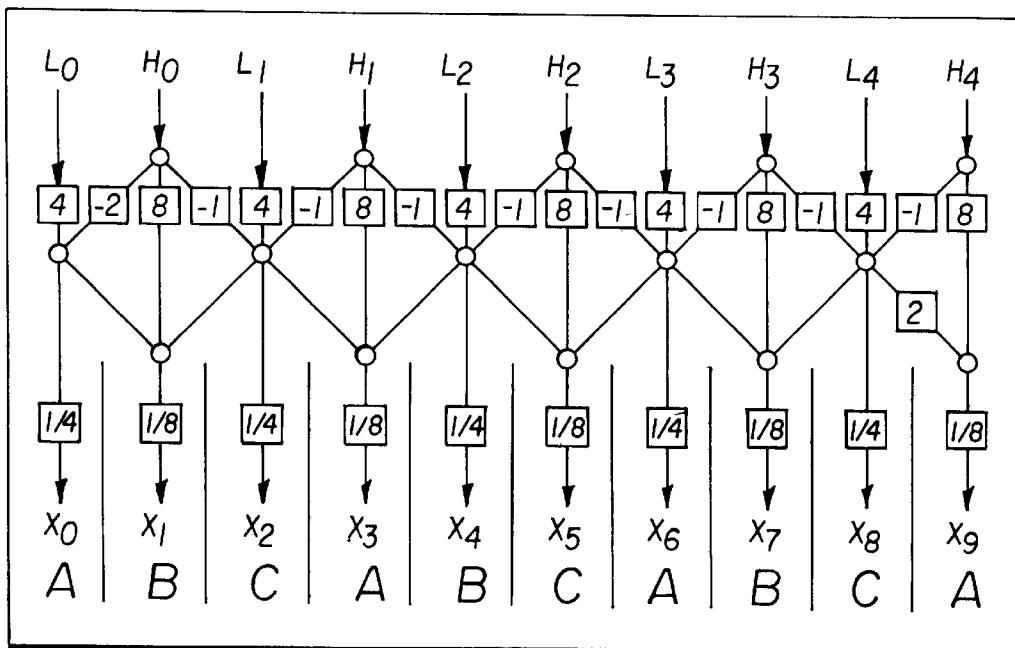 L0 H0 L1 H1 L2 H2 L3 H3 L4 H4
4 -2 8 -1 4 -1 8 -1 4 -1 8 -1 4 -1 8 -1 4 -1 8
2
1/4 1/8 1/4 1/8 1/4 1/8 1/4 1/8 1/4 1/8
X0 X1 X2 X3 X4 X5 X6 X7 X8 X9
A B C A B C A B C A